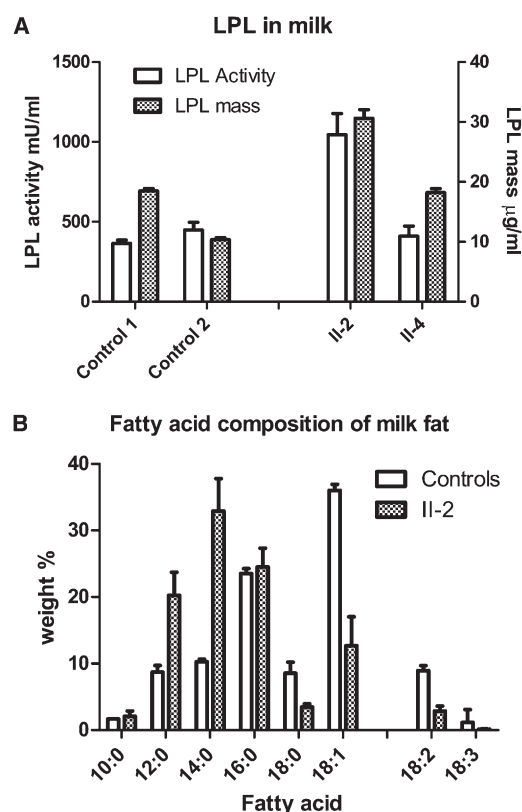 A
LPL in milk
LPL activity mU/ml
1500
1000
500
0
LPL Activity
LPL mass
40
30
20
10
0
LPL mass µg/ml
Control 1
Control 2
II-2
II-4
B
Fatty acid composition of milk fat
weight %
40
30
20
10
0
Controls
II-2
10:0
12:0
14:0
16:0
18:0
18:1
18:2
18:3
Fatty acid